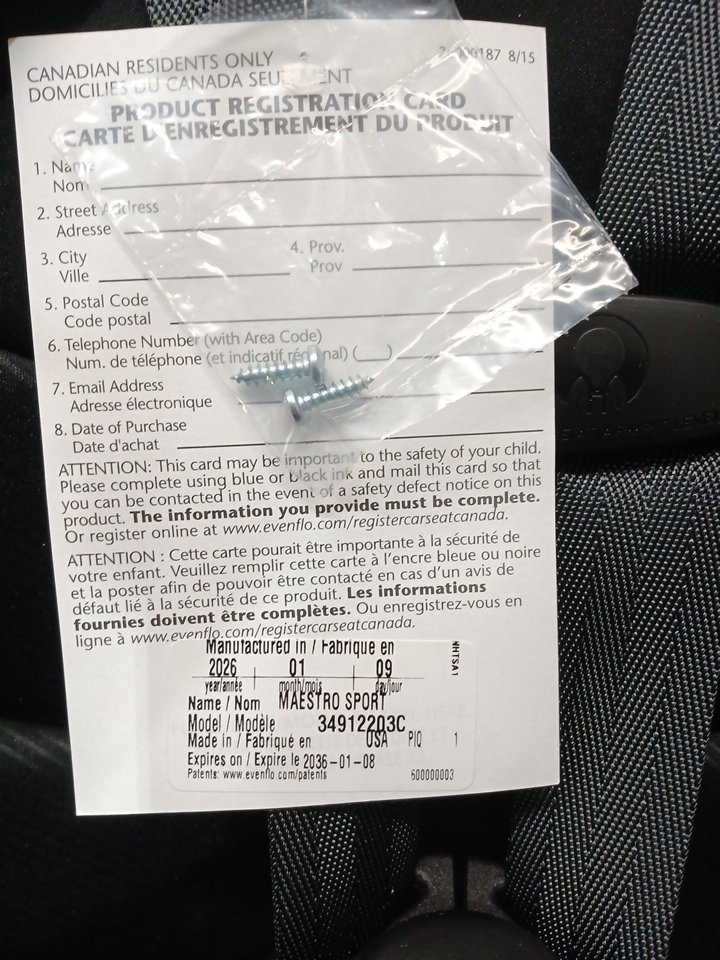 CANADIAN RESIDENTS ONLY
DOMICILIÉS DU CANADA SEULEMENT
187 8/15
PRODUCT REGISTRATION CARD
CARTE D'ENREGISTREMENT DU PRODUIT
1. Name
Nom
2. Street Address
Adresse
3. City
Ville
4. Prov.
Prov
5. Postal Code
Code postal
6. Telephone Number (with Area Code)
Num. de téléphone (et indicatif régional) (___)
7. Email Address
Adresse électronique
8. Date of Purchase
Date d'achat
ATTENTION: This card may be important to the safety of your child.
Please complete using blue or black ink and mail this card so that
you can be contacted in the event of a safety defect notice on this
product. The information you provide must be complete.
Or register online at www.evenflo.com/registercarseatcanada.
ATTENTION : Cette carte pourait être importante à la sécurité de
votre enfant. Veuillez remplir cette carte à l'encre bleue ou noire
et la poster afin de pouvoir être contacté en cas d'un avis de
défaut lié à la sécurité de ce produit. Les informations
fournies doivent être complètes. Ou enregistrez-vous en
ligne à www.evenflo.com/registercarseatcanada.
Manufactured in / Fabriqué en
2026 01 09
year/année month/mois day/jour
Name / Nom MAESTRO SPORT
Model / Modèle 34912203C
Made in / Fabriqué en USA PIQ 1
Expires on / Expire le 2036-01-08
Patents: www.evenflo.com/patents 600000003
NHTSA1